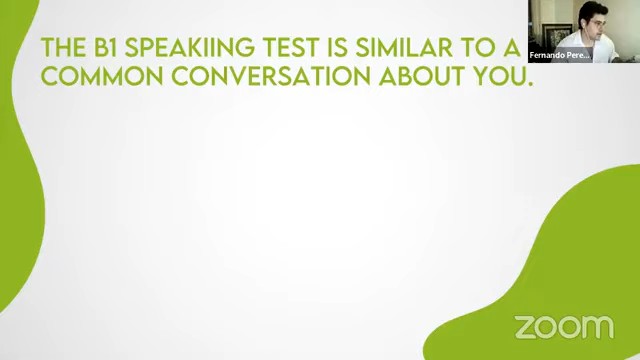 THE B1 SPEAKIING TEST IS SIMILAR TO A
COMMON CONVERSATION ABOUT YOU.
Fernando Pere...
zoom